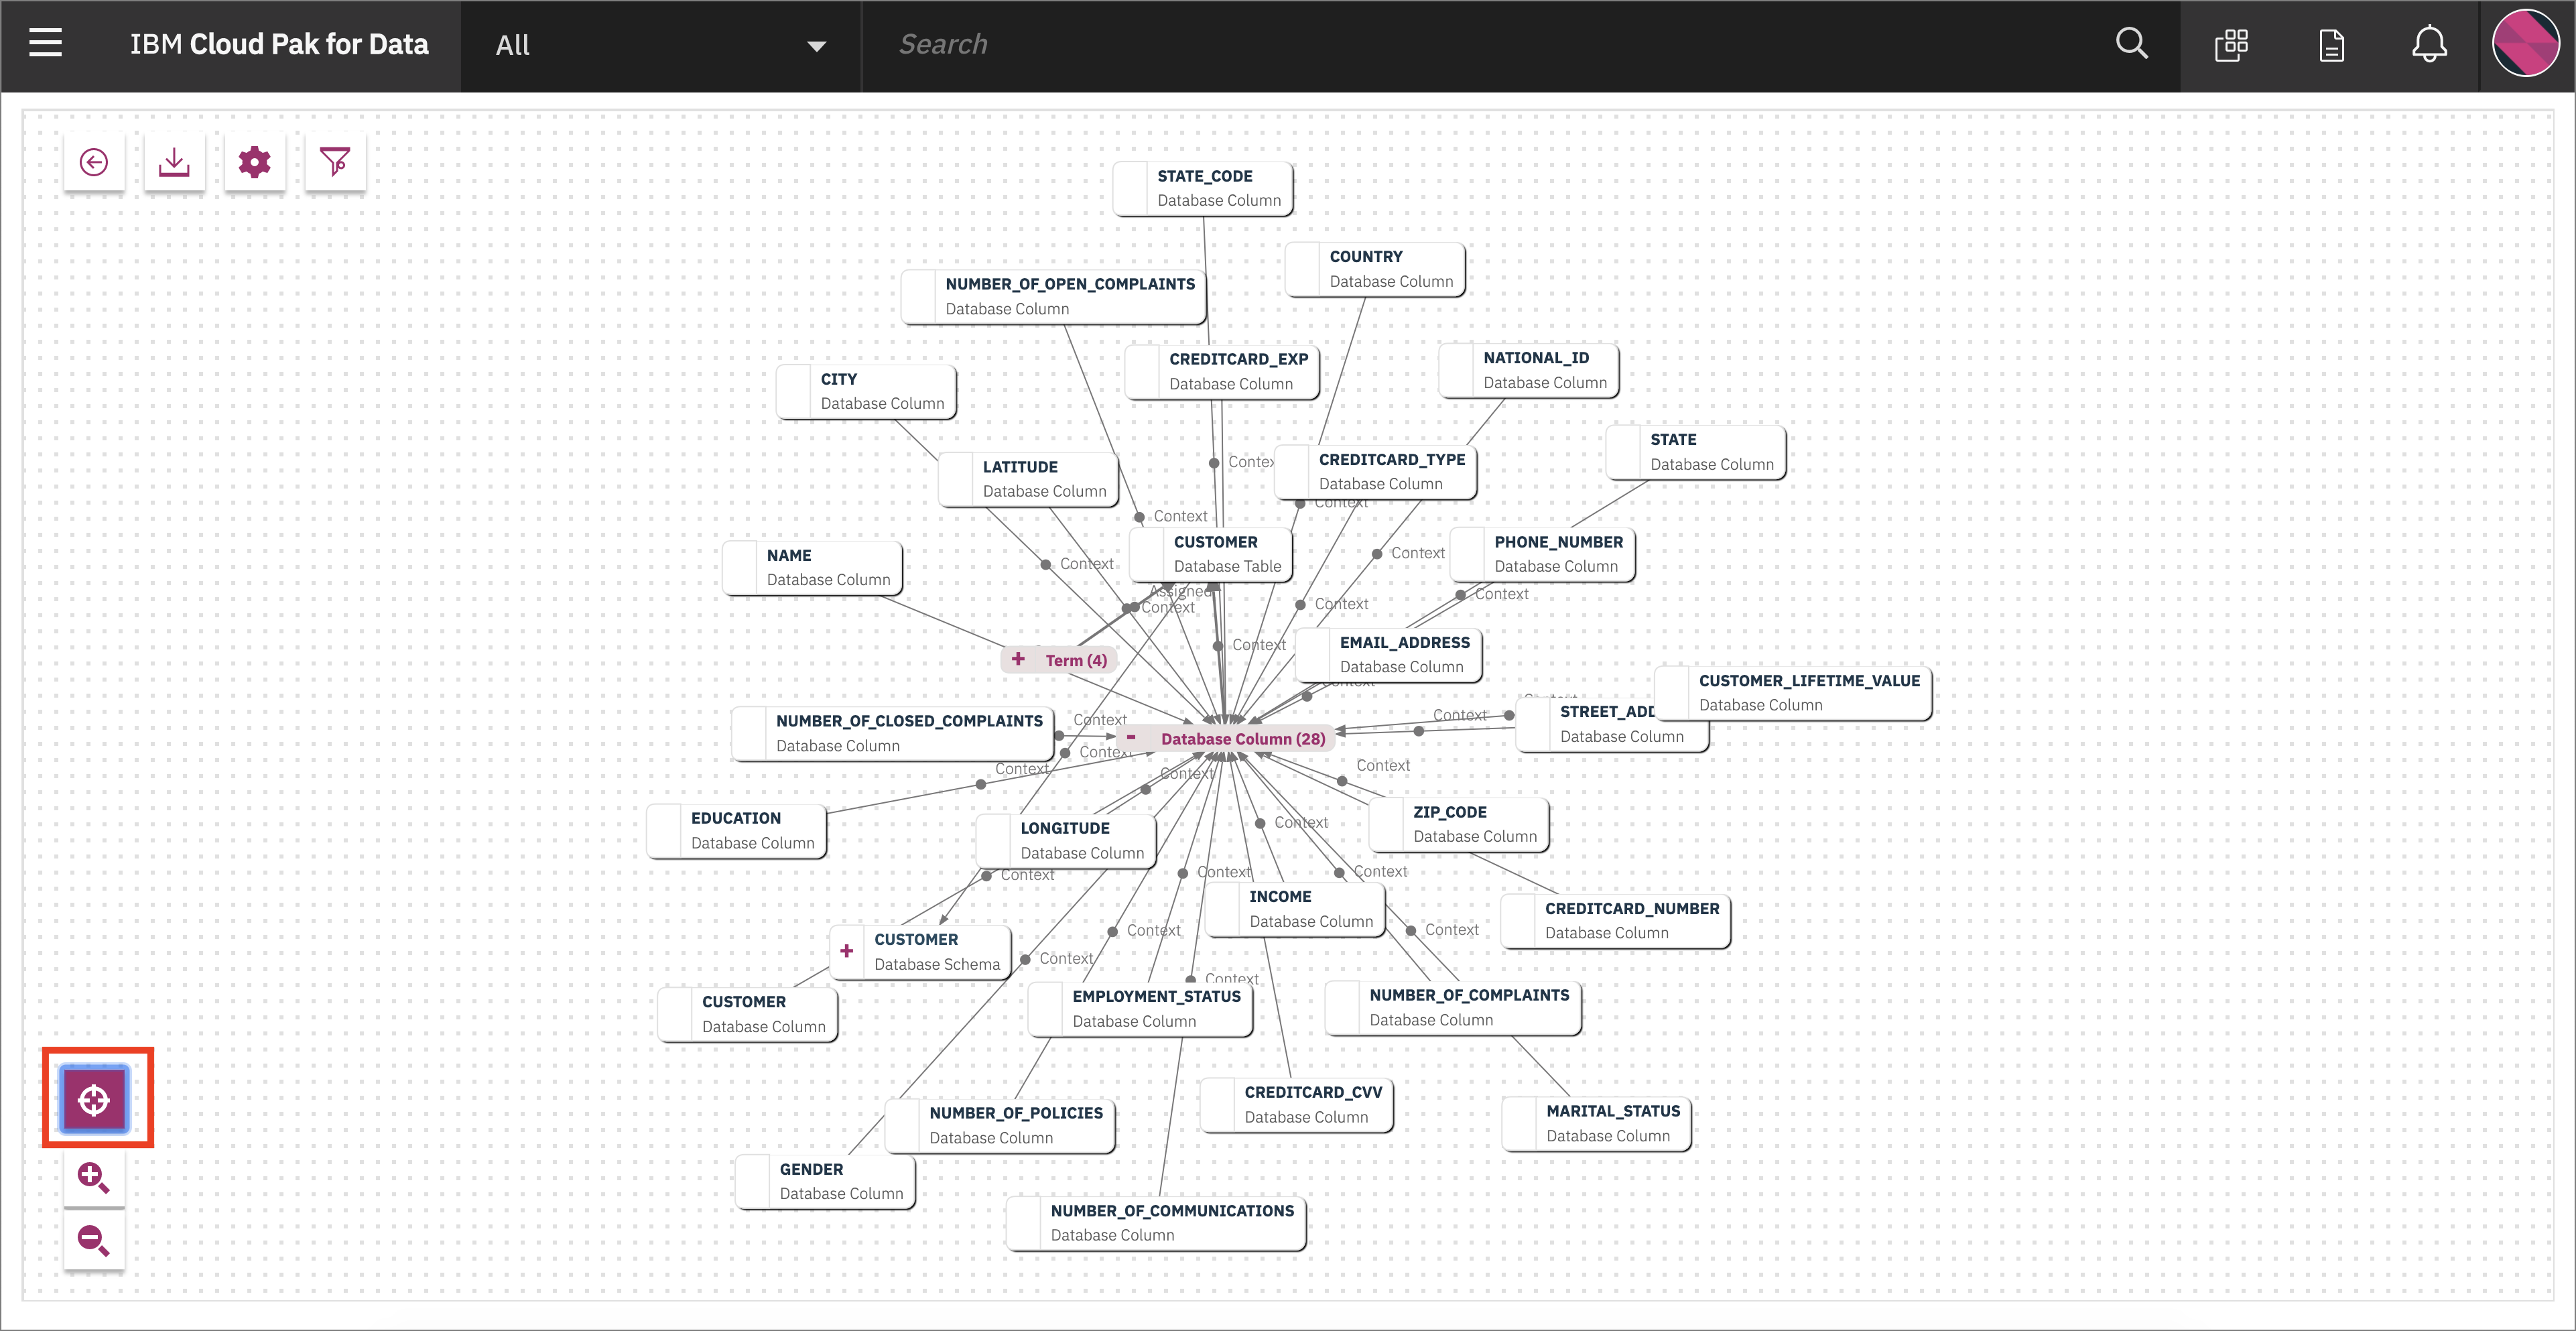 IBM Cloud Pak for Data
All
Search
STATE_CODE
Database Column
COUNTRY
Database Column
NUMBER_OF_OPEN_COMPLAINTS
Database Column
CREDITCARD_EXP
Database Column
NATIONAL_ID
Database Column
CITY
Database Column
STATE
Database Column
LATITUDE
Database Column
Context
CREDITCARD_TYPE
Database Column
Context
Context
CUSTOMER
Database Table
PHONE_NUMBER
Database Column
Context
NAME
Database Column
Context
Assigned
Context
Context
Context
Context
EMAIL_ADDRESS
Database Column
Term (4)
Context
CUSTOMER_LIFETIME_VALUE
Database Column
NUMBER_OF_CLOSED_COMPLAINTS
Database Column
Context
Database Column (28)
Context
Context
STREET_ADD
Database Column
Context
Context
Context
Context
EDUCATION
Database Column
LONGITUDE
Database Column
Context
ZIP_CODE
Database Column
Context
Context
Context
INCOME
Database Column
CREDITCARD_NUMBER
Database Column
Context
Context
CUSTOMER
Database Schema
Context
Context
CUSTOMER
Database Column
EMPLOYMENT_STATUS
Database Column
NUMBER_OF_COMPLAINTS
Database Column
NUMBER_OF_POLICIES
Database Column
CREDITCARD_CVV
Database Column
MARITAL_STATUS
Database Column
GENDER
Database Column
NUMBER_OF_COMMUNICATIONS
Database Column